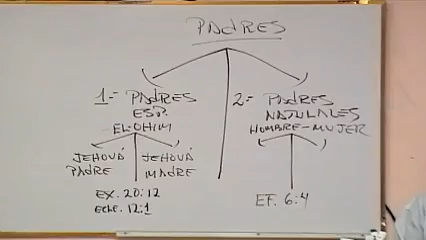 PADRES
1= PADRES
ESP.
ELOHIM
JEHOVÁ
PADRE
JEHOVÁ
MADRE
EX. 20:12
ECLE. 12:1
2= PADRES
NATURALES
HOMBRE-MUJER
EF. 6:4